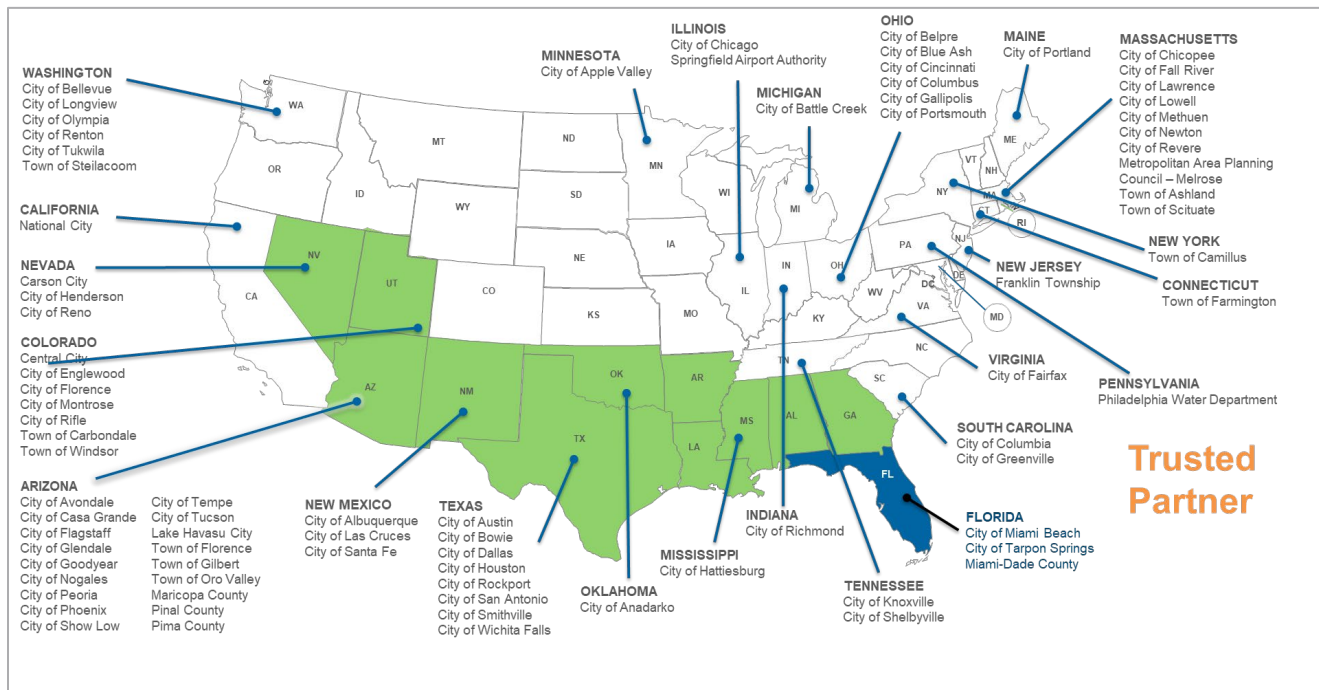 WASHINGTON
City of Bellevue
City of Longview
City of Olympia
City of Renton
City of Tukwila
Town of Steilacoom
CALIFORNIA
National City
NEVADA
Carson City
City of Henderson
City of Reno
COLORADO
Central City
City of Englewood
City of Florence
City of Montrose
City of Rifle
Town of Carbondale
Town of Windsor
ARIZONA
City of Avondale
City of Casa Grande
City of Flagstaff
City of Glendale
City of Goodyear
City of Nogales
City of Peoria
City of Phoenix
City of Show Low
City of Tempe
City of Tucson
Lake Havasu City
Town of Florence
Town of Gilbert
Town of Oro Valley
Maricopa County
Pinal County
Pima County
NEW MEXICO
City of Albuquerque
City of Las Cruces
City of Santa Fe
TEXAS
City of Austin
City of Bowie
City of Dallas
City of Houston
City of Rockport
City of San Antonio
City of Smithville
City of Wichita Falls
OKLAHOMA
City of Anadarko
MISSISSIPPI
City of Hattiesburg
INDIANA
City of Richmond
TENNESSEE
City of Knoxville
City of Shelbyville
FLORIDA
City of Miami Beach
City of Tarpon Springs
Miami-Dade County
SOUTH CAROLINA
City of Columbia
City of Greenville
VIRGINIA
City of Fairfax
PENNSYLVANIA
Philadelphia Water Department
CONNECTICUT
Town of Farmington
NEW JERSEY
Franklin Township
NEW YORK
Town of Camillus
MASSACHUSETTS
City of Chicopee
City of Fall River
City of Lawrence
City of Lowell
City of Methuen
City of Newton
City of Revere
Metropolitan Area Planning
Council – Melrose
Town of Ashland
Town of Scituate
MAINE
City of Portland
OHIO
City of Belpre
City of Blue Ash
City of Cincinnati
City of Columbus
City of Gallipolis
City of Portsmouth
MICHIGAN
City of Battle Creek
ILLINOIS
City of Chicago
Springfield Airport Authority
MINNESOTA
City of Apple Valley
Trusted
Partner
WA
OR
CA
NV
ID
MT
WY
UT
CO
AZ
NM
ND
SD
NE
KS
OK
TX
MN
IA
MO
AR
LA
WI
IL
MI
IN
OH
KY
TN
MS
AL
GA
FL
SC
NC
VA
WV
DC
MD
DE
PA
NJ
NY
CT
RI
MA
VT
NH
ME